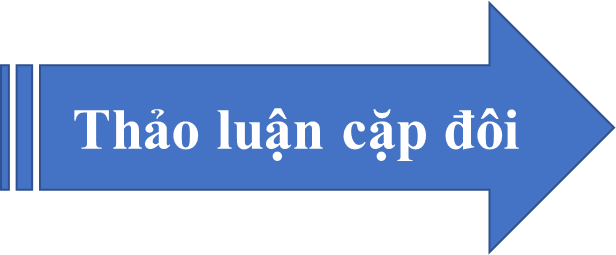 Thảo luận cặp đôi